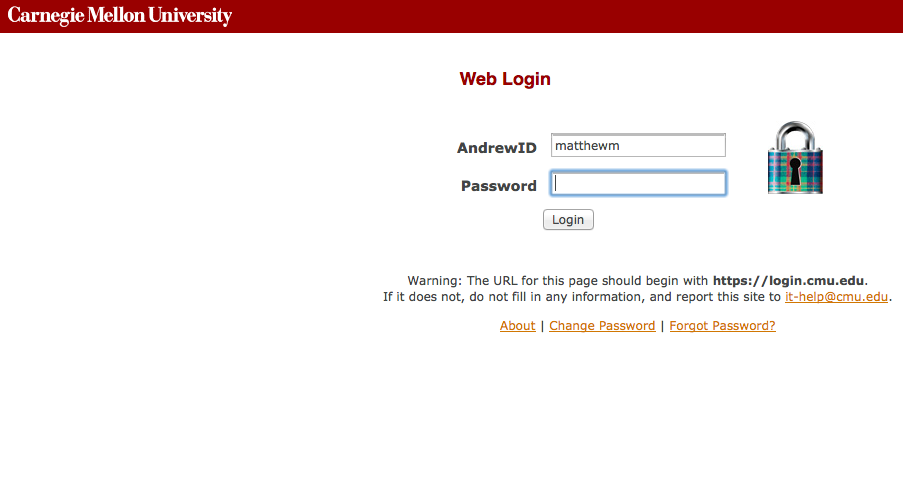 Carnegie Mellon University
Web Login
AndrewID matthewm
Password
Login
Warning: The URL for this page should begin with https://login.cmu.edu.
If it does not, do not fill in any information, and report this site to it-help@cmu.edu.
About | Change Password | Forgot Password?